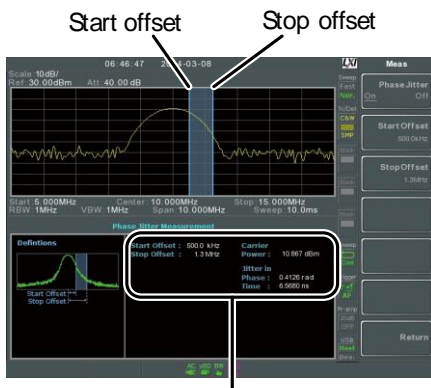 Start offset Stop offset
06:46:47
Meas
Scale 10dB/
Ref. 30.00dBm Att 40.00 dB
Sweep
Fast
Nor.
Phase Jitter
On Off
C&W
SMP
Start Offset
500.0kHz
Stop Offset
1.3MHz
Start 5.000MHz Center 10.000MHz Stop 15.000MHz
RBW 1MHz VBW 1MHz Span 10.000MHz Sweep 10.0ms
Phase Jitter Measurement
Defintions
Start Offset
Stop Offset
Start Offset : 500.0 kHz
Stop Offset : 1.3 MHz
Carrier
Power : 10.867 dBm
Jitter in
Phase : 0.4126 rad
Time : 6.5680 ns
Return